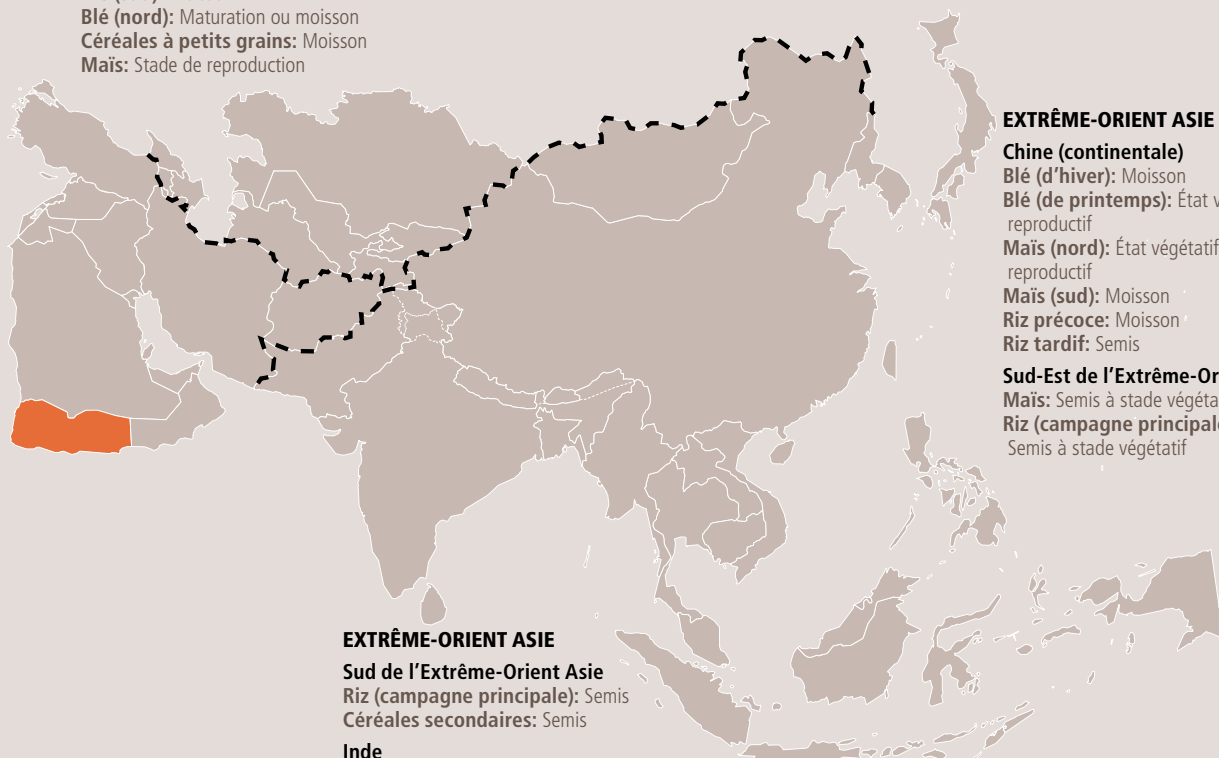 Blé (nord): Maturation ou moisson
Céréales à petits grains: Moisson
Maïs: Stade de reproduction
EXTRÊME-ORIENT ASIE
Chine (continentale)
Blé (d'hiver): Moisson
Blé (de printemps): État
reproductif
Maïs (nord): État végétatif
reproductif
Maïs (sud): Moisson
Riz précoce: Moisson
Riz tardif: Semis
Sud-Est de l'Extrême-Or
Maïs: Semis à stade végéta
Riz (campagne principale
Semis à stade végétatif
EXTRÊME-ORIENT ASIE
Sud de l'Extrême-Orient Asie
Riz (campagne principale): Semis
Céréales secondaires: Semis
Inde